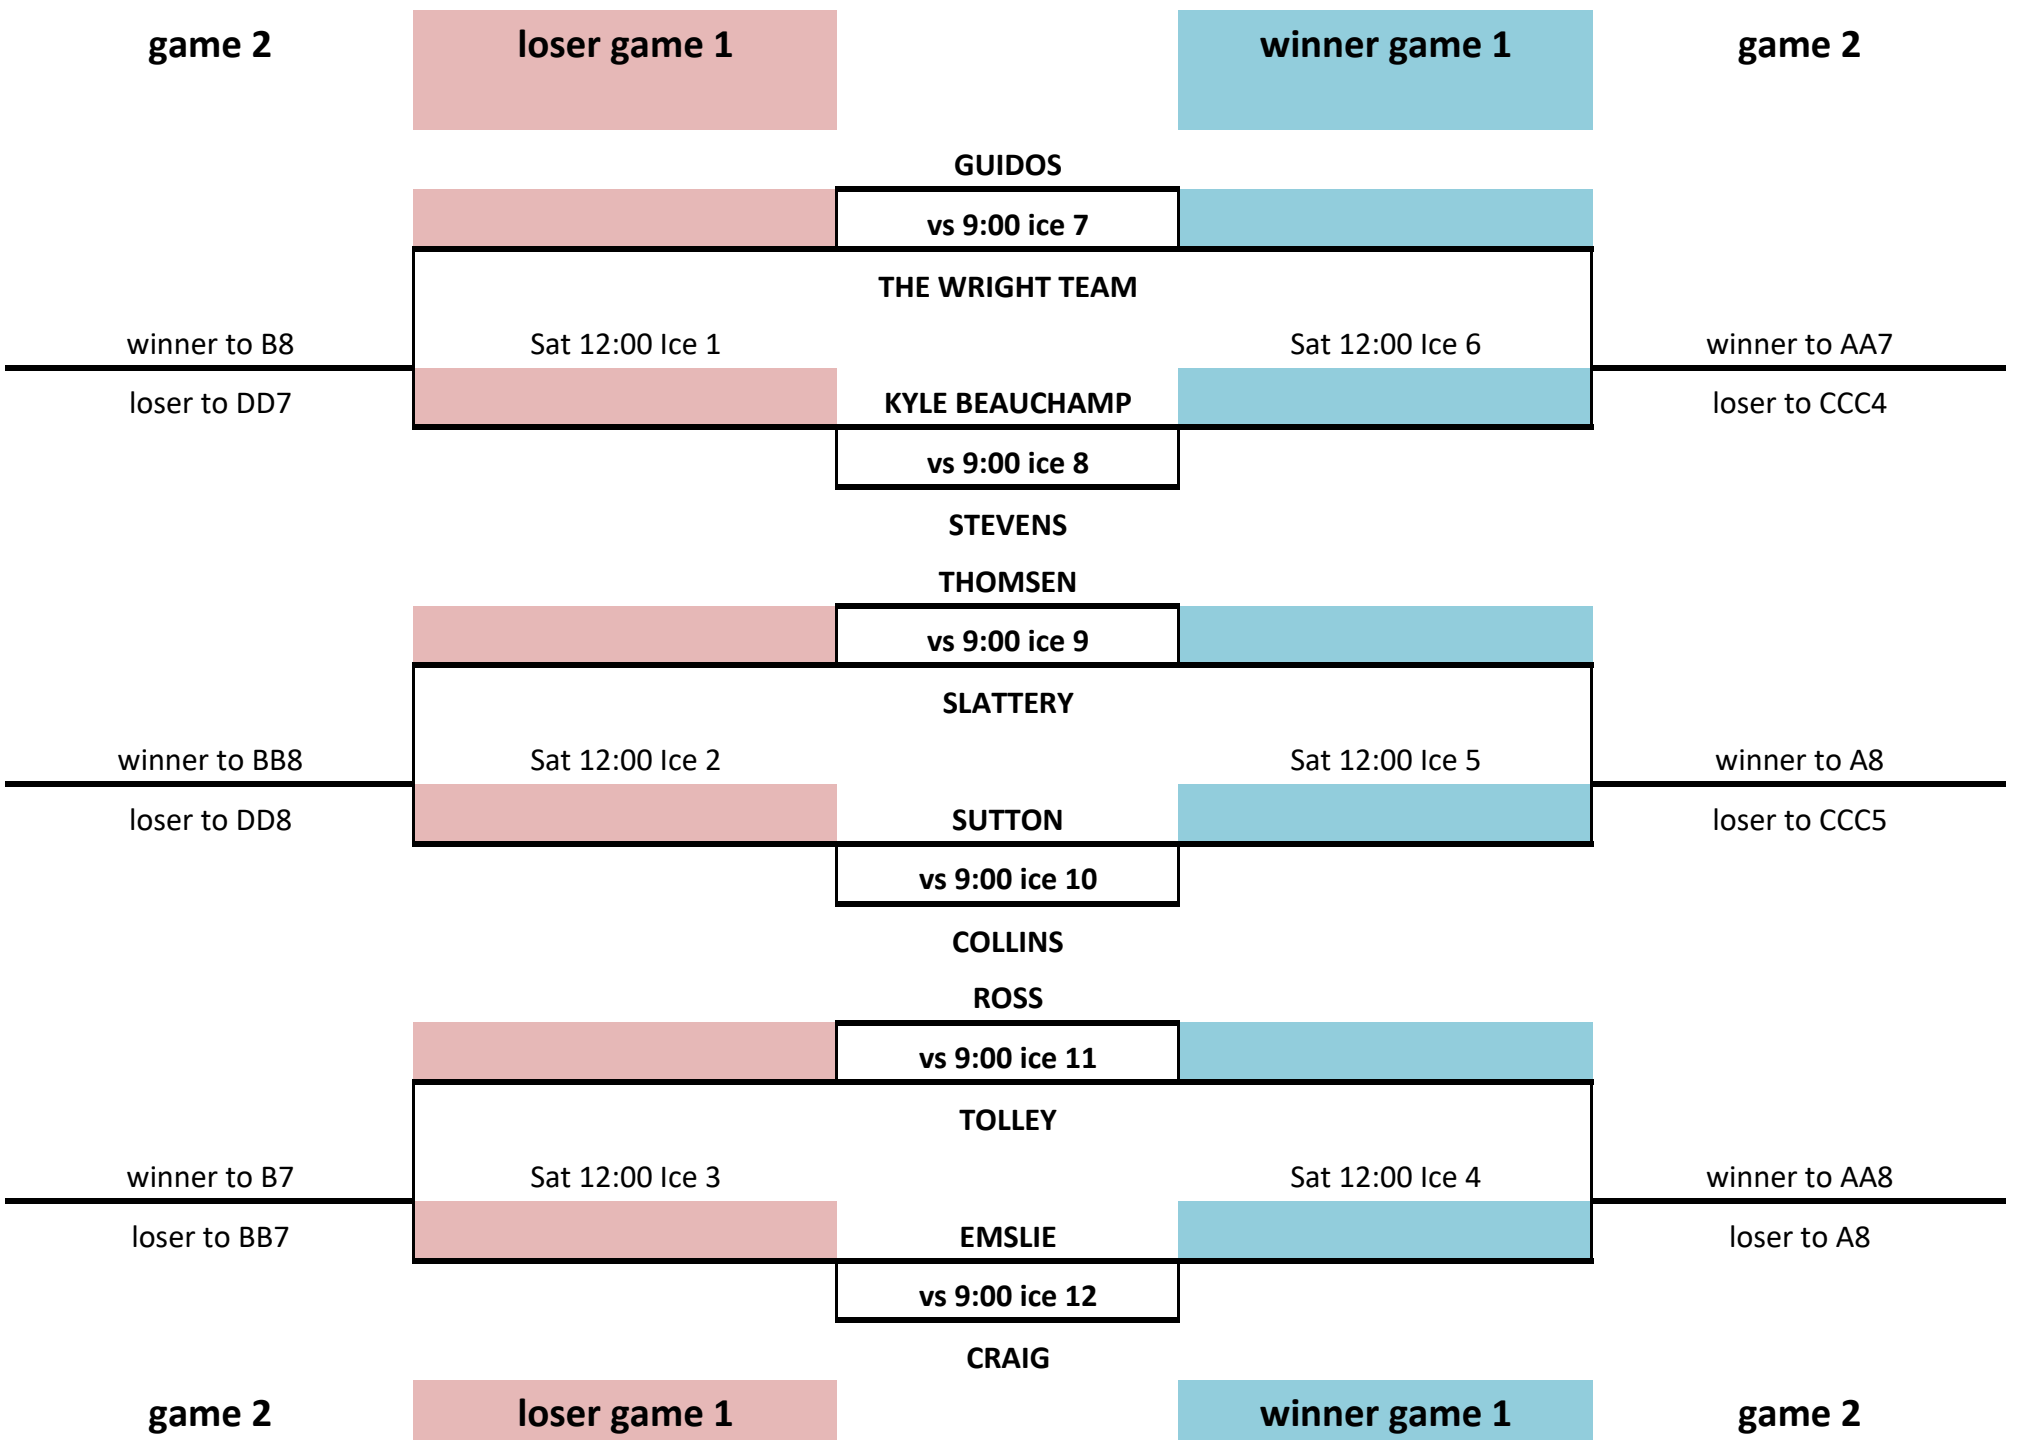 game 2 loser game 1 winner game 1 game 2
GUIDOS
vs 9:00 ice 7
THE WRIGHT TEAM
winner to B8 Sat 12:00 Ice 1 Sat 12:00 Ice 6 winner to AA7
loser to DD7 KYLE BEAUCHAMP loser to CCC4
vs 9:00 ice 8
STEVENS
THOMSEN
vs 9:00 ice 9
SLATTERY
winner to BB8 Sat 12:00 Ice 2 Sat 12:00 Ice 5 winner to A8
loser to DD8 SUTTON loser to CCC5
vs 9:00 ice 10
COLLINS
ROSS
vs 9:00 ice 11
TOLLEY
winner to B7 Sat 12:00 Ice 3 Sat 12:00 Ice 4 winner to AA8
loser to BB7 EMSLIE loser to A8
vs 9:00 ice 12
CRAIG
game 2 loser game 1 winner game 1 game 2